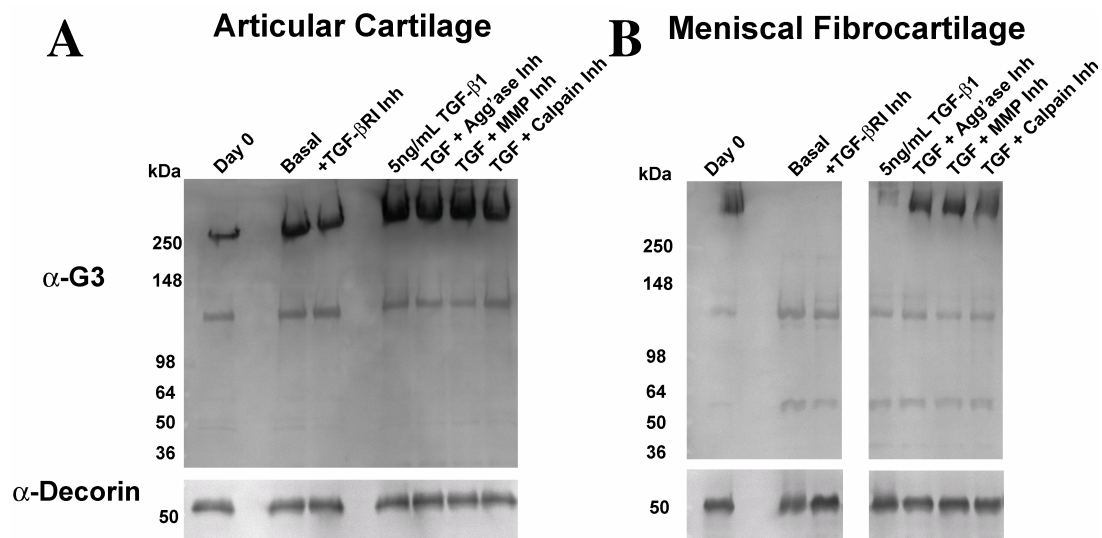 A
Articular Cartilage
Day 0
Basal
+TGF-βRI Inh
5ng/mL TGF-β1
TGF + Agg'ase Inh
TGF + MMP Inh
TGF + Calpain Inh
kDa
250
148
98
64
50
36
α-G3
α-Decorin
50
B
Meniscal Fibrocartilage
Day 0
Basal
+TGF-βRI Inh
5ng/mL TGF-β1
TGF + Agg'ase Inh
TGF + MMP Inh
TGF + Calpain Inh
kDa
250
148
98
64
50
36
50